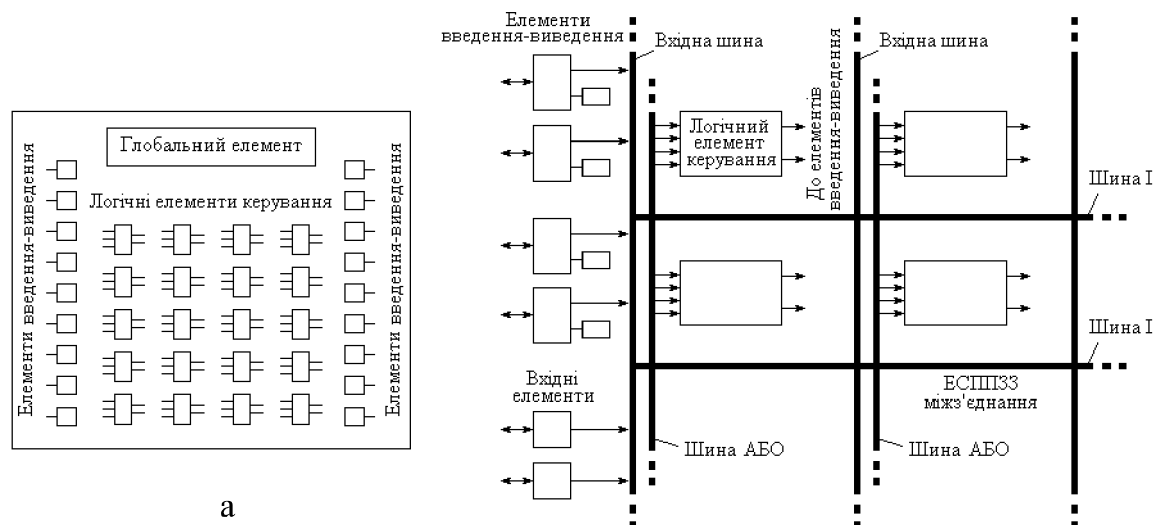 Глобальний елемент
Логічні елементи керування
Елементи введення-виведення
Елементи введення-виведення
а
Елементи
введення-виведення
Вхідна шина
Вхідна шина
Логічний
елемент
керування
До елементів
введення-виведення
Шина І
Шина І
Вхідні
елементи
ЕСППЗЗ
міжз'єднання
Шина АБО
Шина АБО